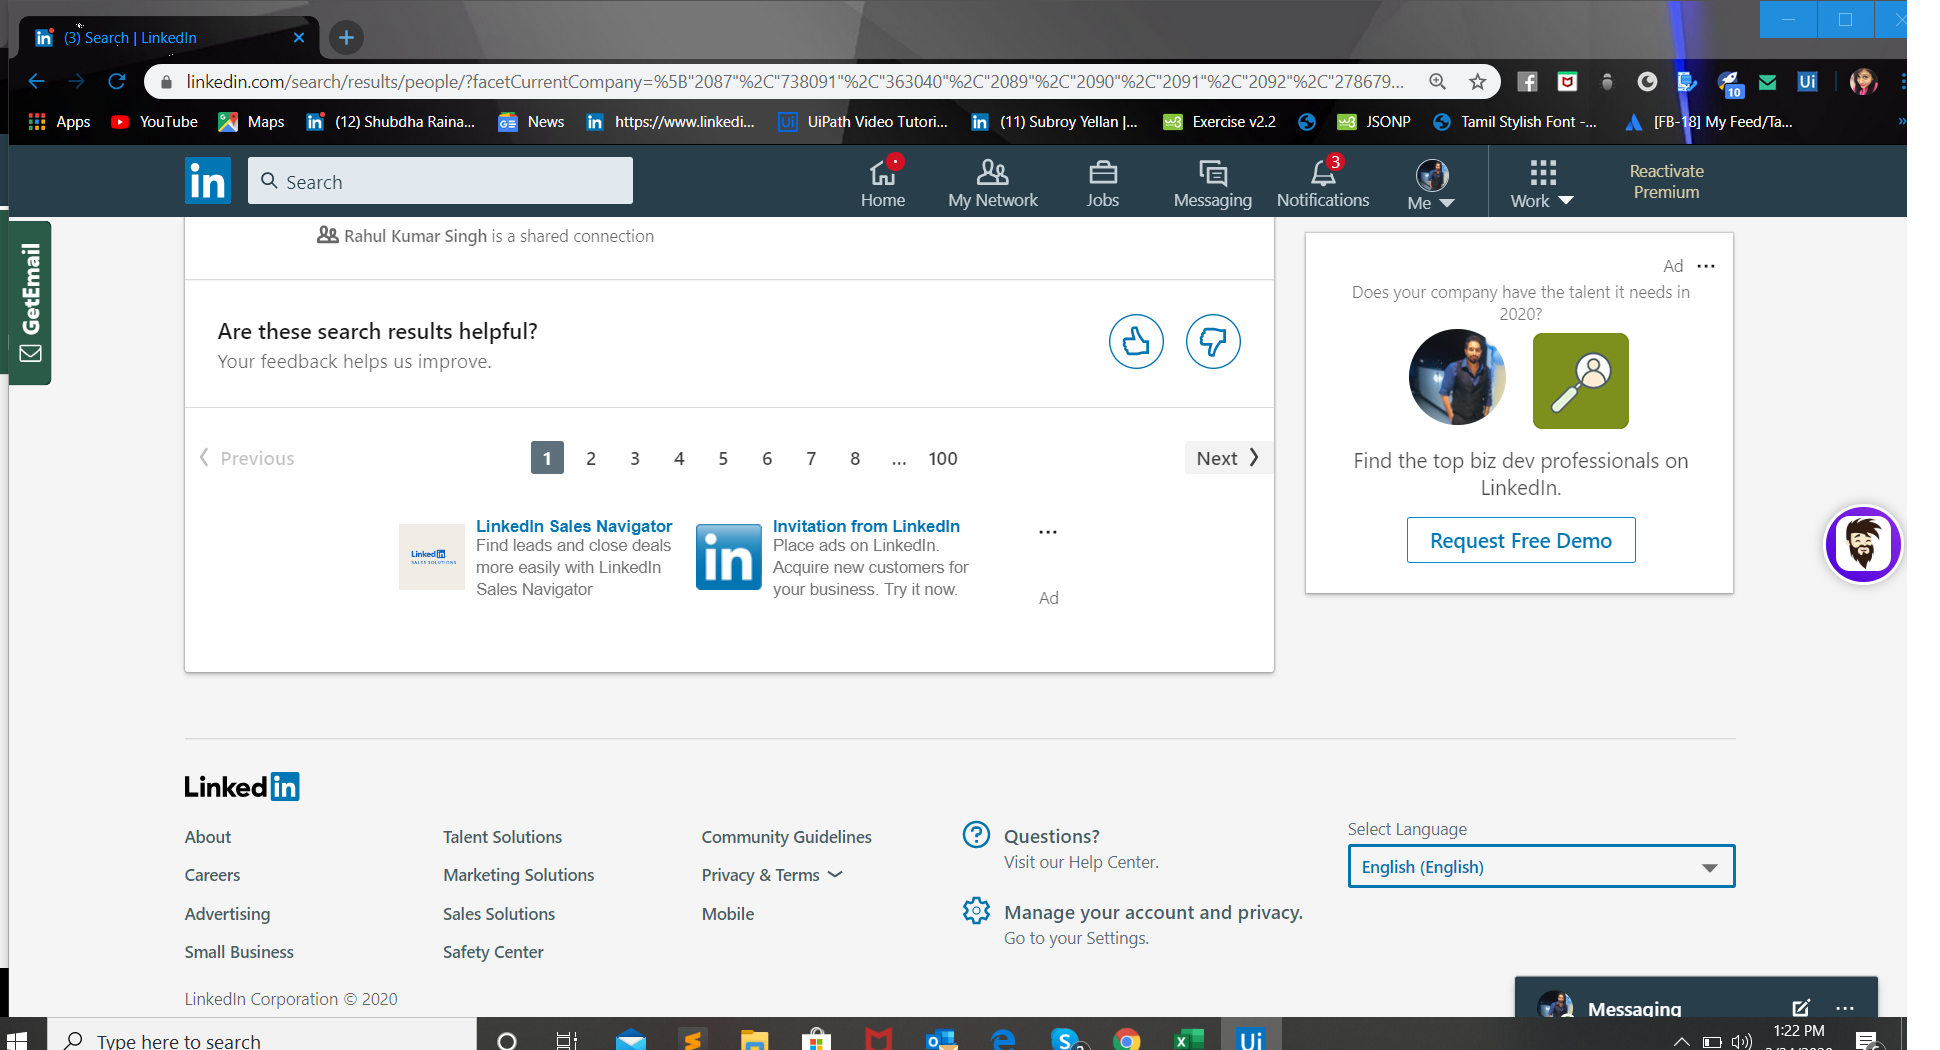 (3) Search | LinkedIn
linkedin.com/search/results/people/?facetCurrentCompany=%5B"2087"%2C"738091"%2C"363040"%2C"2089"%2C"2090"%2C"2091"%2C"2092"%2C"278679...
10
Apps YouTube Maps (12) Shubdha Raina... News https://www.linkedi... UiPath Video Tutori... (11) Subroy Yellan |... Exercise v2.2 JSONP Tamil Stylish Font -... [FB-18] My Feed/Ta... »
in Search
Home My Network Jobs Messaging Notifications 3 Me Work
Reactivate
Premium
GetEmail
Rahul Kumar Singh is a shared connection
Are these search results helpful?
Your feedback helps us improve.
Previous 1 2 3 4 5 6 7 8 ... 100 Next
LinkedIn Sales Navigator
Find leads and close deals
more easily with LinkedIn
Sales Navigator
Linkedin
SALES SOLUTIONS
in
Invitation from LinkedIn
Place ads on LinkedIn.
Acquire new customers for
your business. Try it now.
...
Ad
Ad ...
Does your company have the talent it needs in
2020?
Find the top biz dev professionals on
LinkedIn.
Request Free Demo
Linkedin
About
Careers
Advertising
Small Business
Talent Solutions
Marketing Solutions
Sales Solutions
Safety Center
Community Guidelines
Privacy & Terms
Mobile
Questions?
Visit our Help Center.
Manage your account and privacy.
Go to your Settings.
Select Language
English (English)
LinkedIn Corporation © 2020
Messaging ...
Type here to search
Ui
1:22 PM